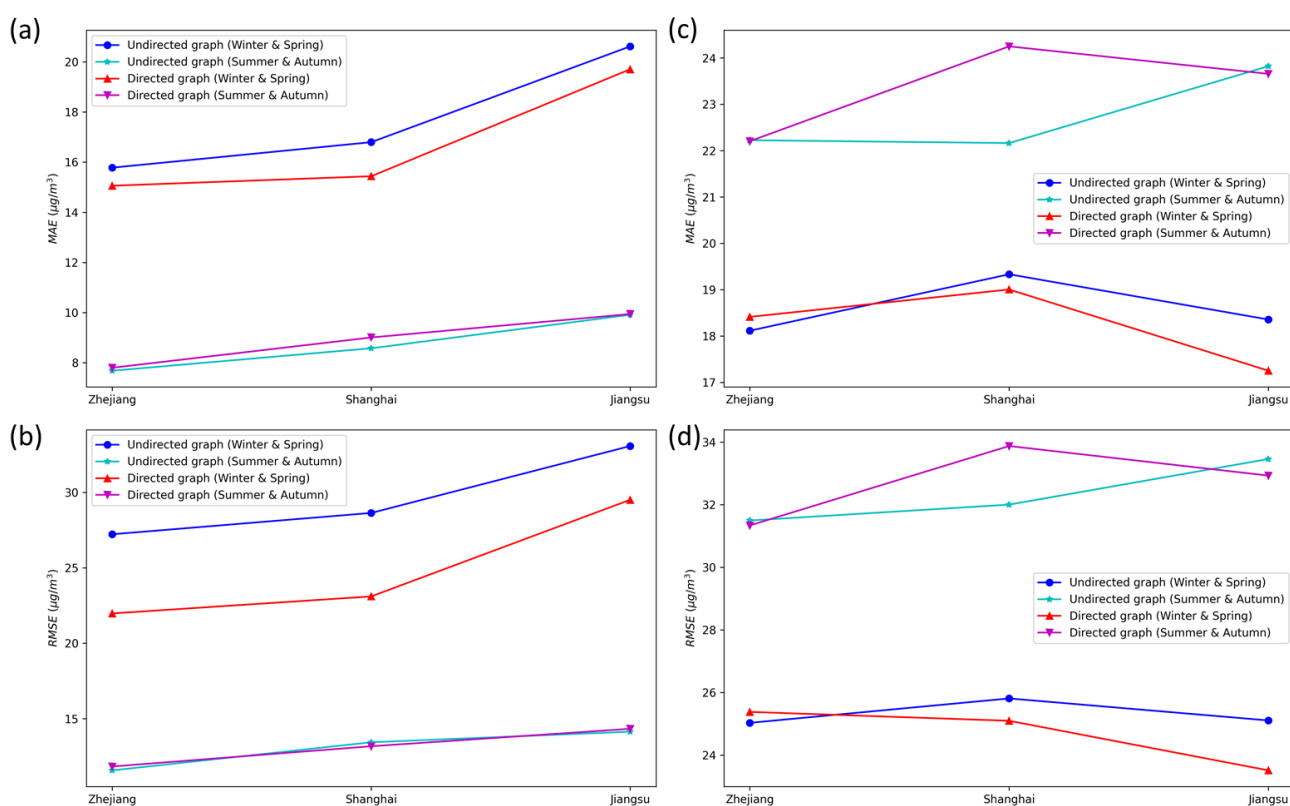 (a)
Undirected graph (Winter & Spring)
Undirected graph (Summer & Autumn)
Directed graph (Winter & Spring)
Directed graph (Summer & Autumn)
20
18
16
14
12
10
8
MAE (μg/m³)
Zhejiang
Shanghai
Jiangsu
(c)
24
23
22
21
20
19
18
17
MAE (μg/m³)
Undirected graph (Winter & Spring)
Undirected graph (Summer & Autumn)
Directed graph (Winter & Spring)
Directed graph (Summer & Autumn)
Zhejiang
Shanghai
Jiangsu
(b)
Undirected graph (Winter & Spring)
Undirected graph (Summer & Autumn)
Directed graph (Winter & Spring)
Directed graph (Summer & Autumn)
30
25
20
15
RMSE (μg/m³)
Zhejiang
Shanghai
Jiangsu
(d)
34
32
30
28
26
24
RMSE (μg/m³)
Undirected graph (Winter & Spring)
Undirected graph (Summer & Autumn)
Directed graph (Winter & Spring)
Directed graph (Summer & Autumn)
Zhejiang
Shanghai
Jiangsu